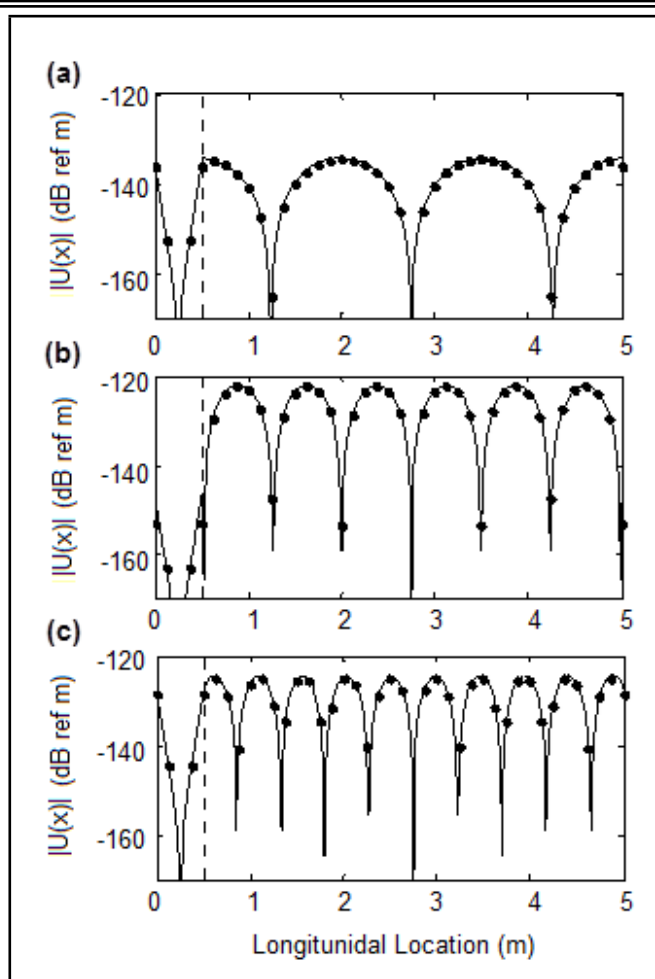 (a)
-120
-140
-160
||U(x)| (dB ref m)
0 1 2 3 4 5
(b)
-120
-140
-160
||U(x)| (dB ref m)
0 1 2 3 4 5
(c)
-120
-140
-160
|U(x)| (dB ref m)
0 1 2 3 4 5
Longitunidal Location (m)